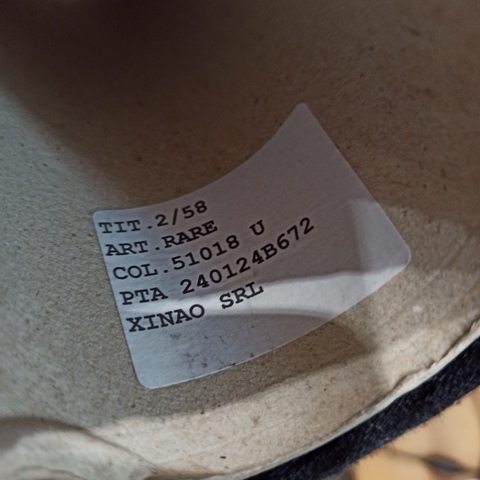 TIT.2/58
ART.RARE
COL.51018 U
PTA 240124B672
XINAO SRL